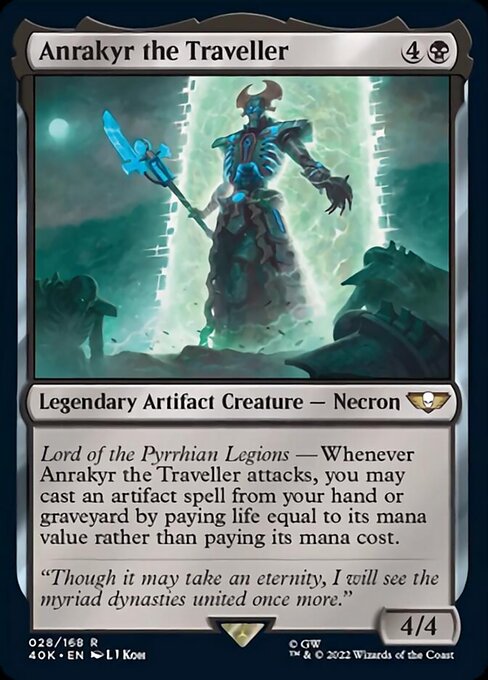 Anrakyr the Traveller 4
Legendary Artifact Creature — Necron
Lord of the Pyrrhian Legions — Whenever
Anrakyr the Traveller attacks, you may
cast an artifact spell from your hand or
graveyard by paying life equal to its mana
value rather than paying its mana cost.
“Though it may take an eternity, I will see the
myriad dynasties united once more.”
4/4
028/168 R
40K • EN LI KOH
© GW
™ & © 2022 Wizards of the Coast